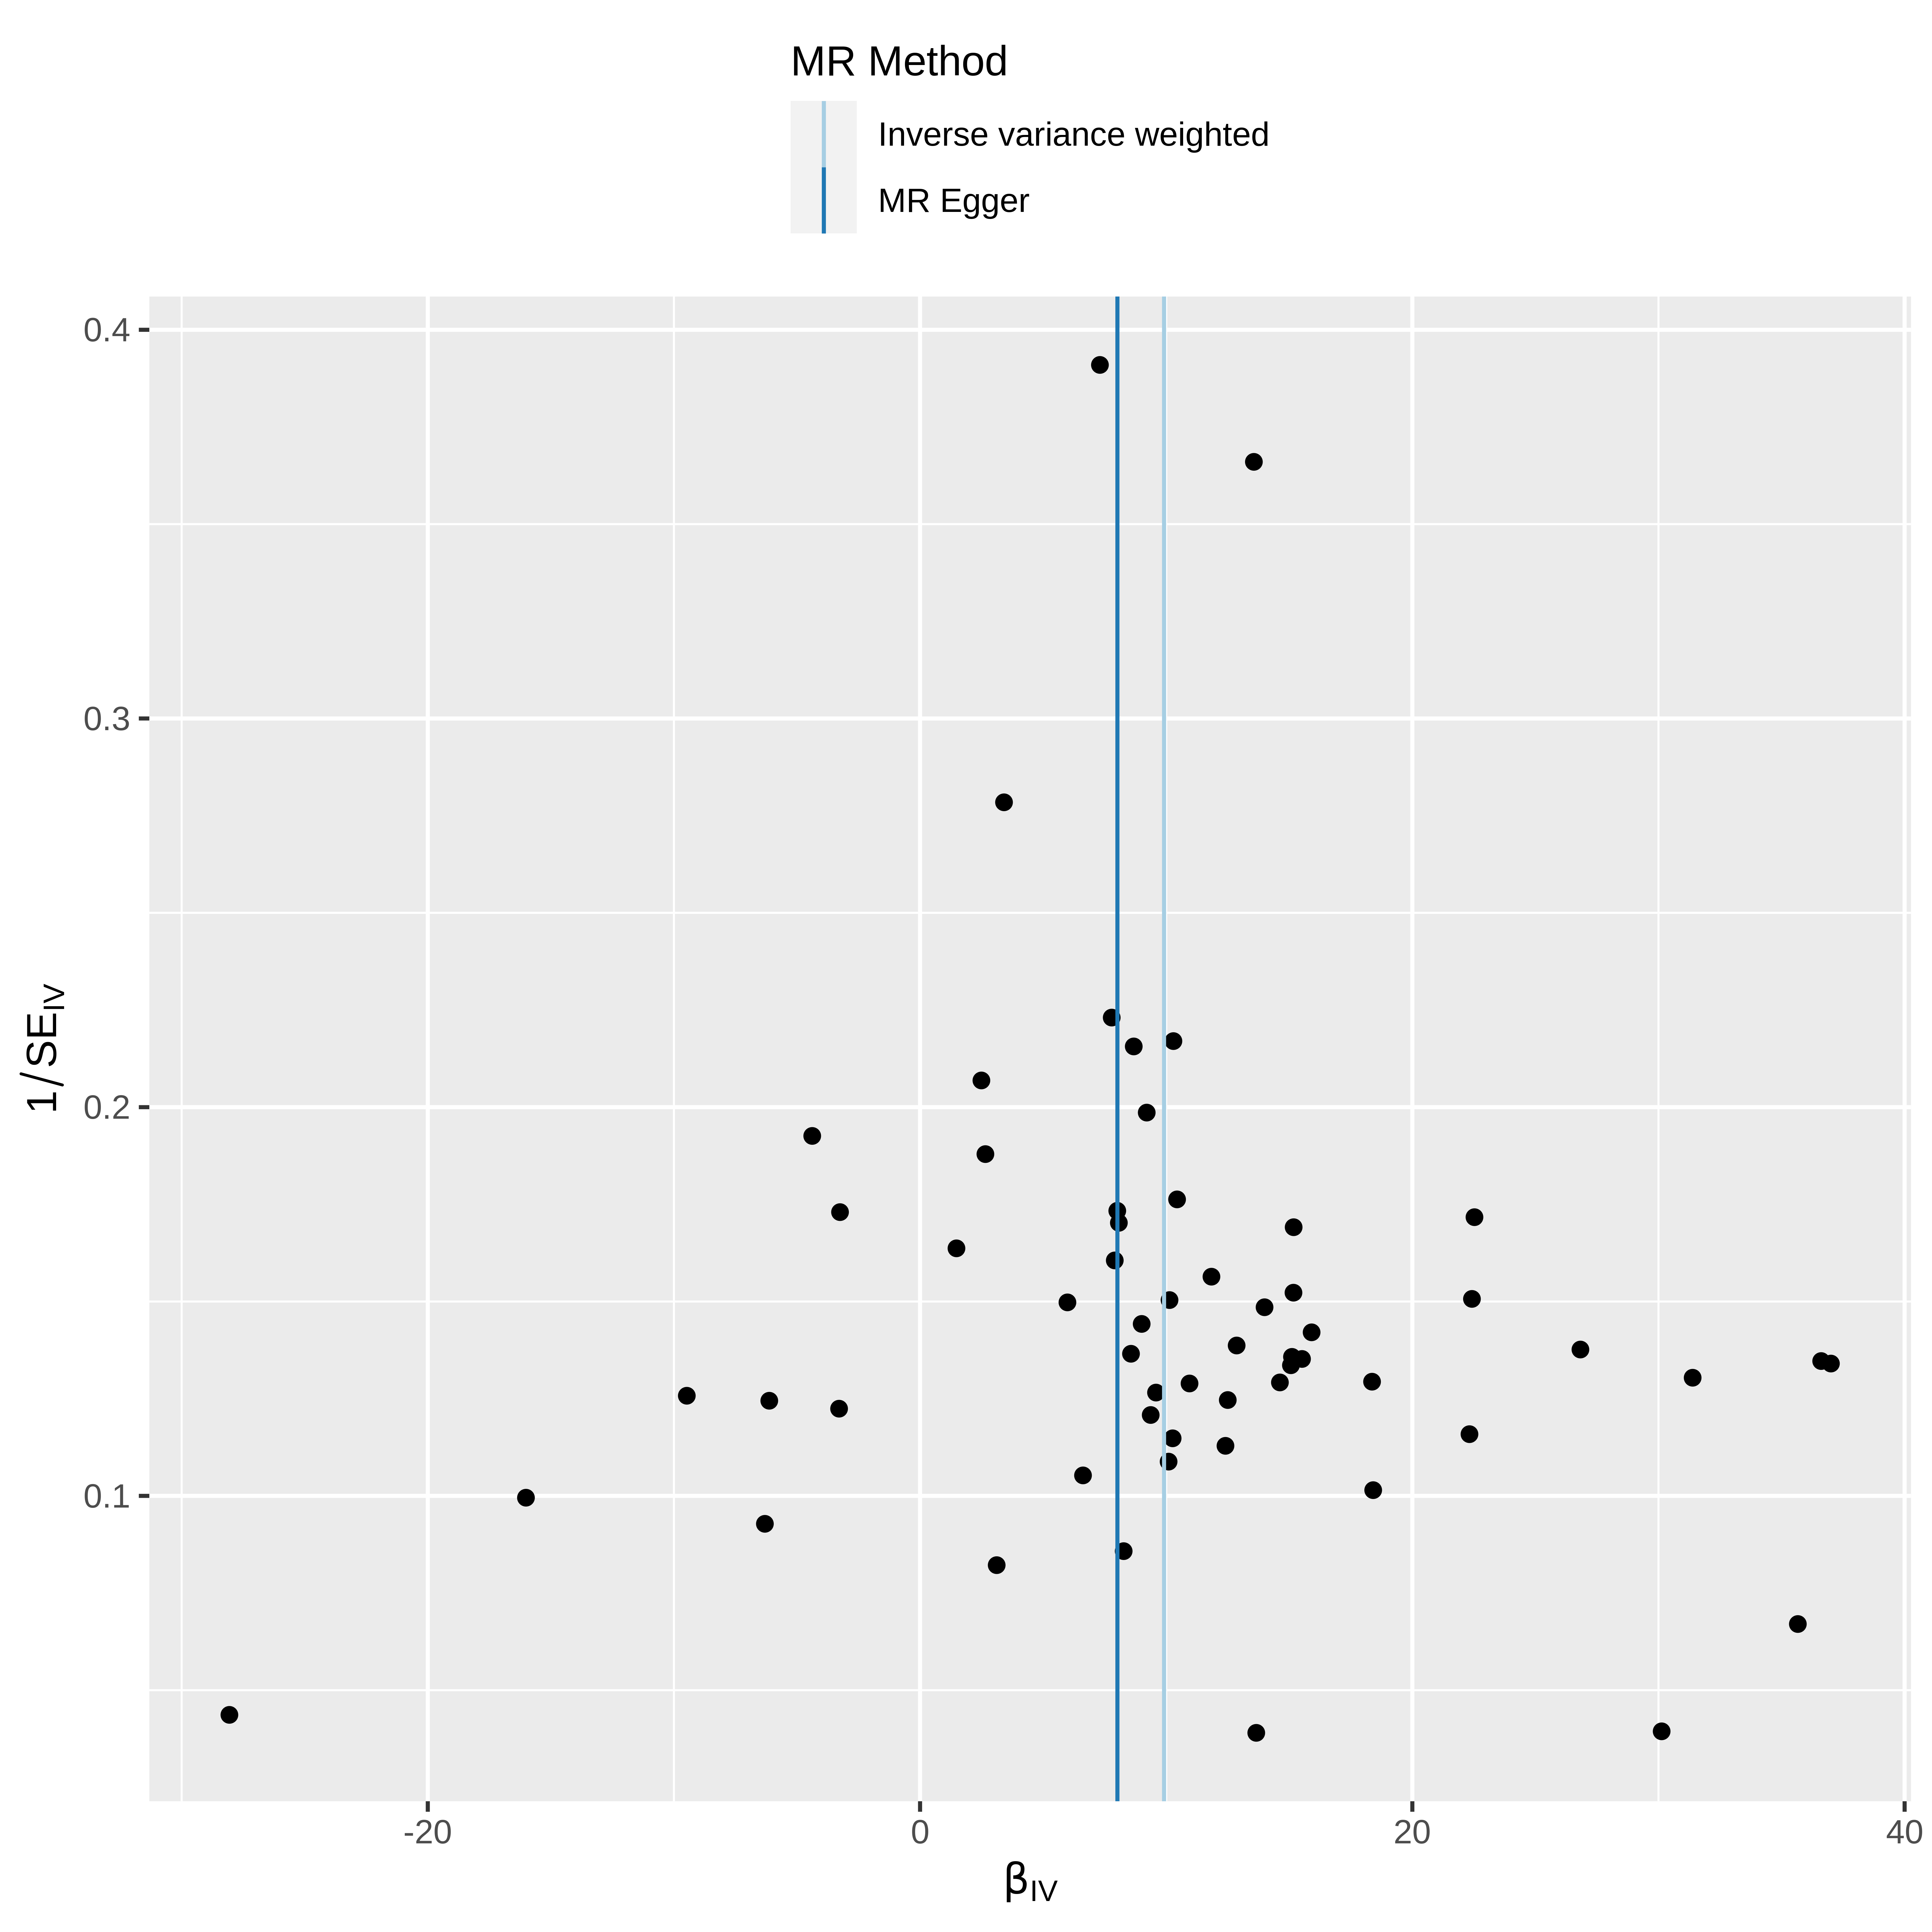 MR Method
Inverse variance weighted
MR Egger
0.4
0.3
0.2
0.1
1 / SE_IV
-20 0 20 40
β_IV